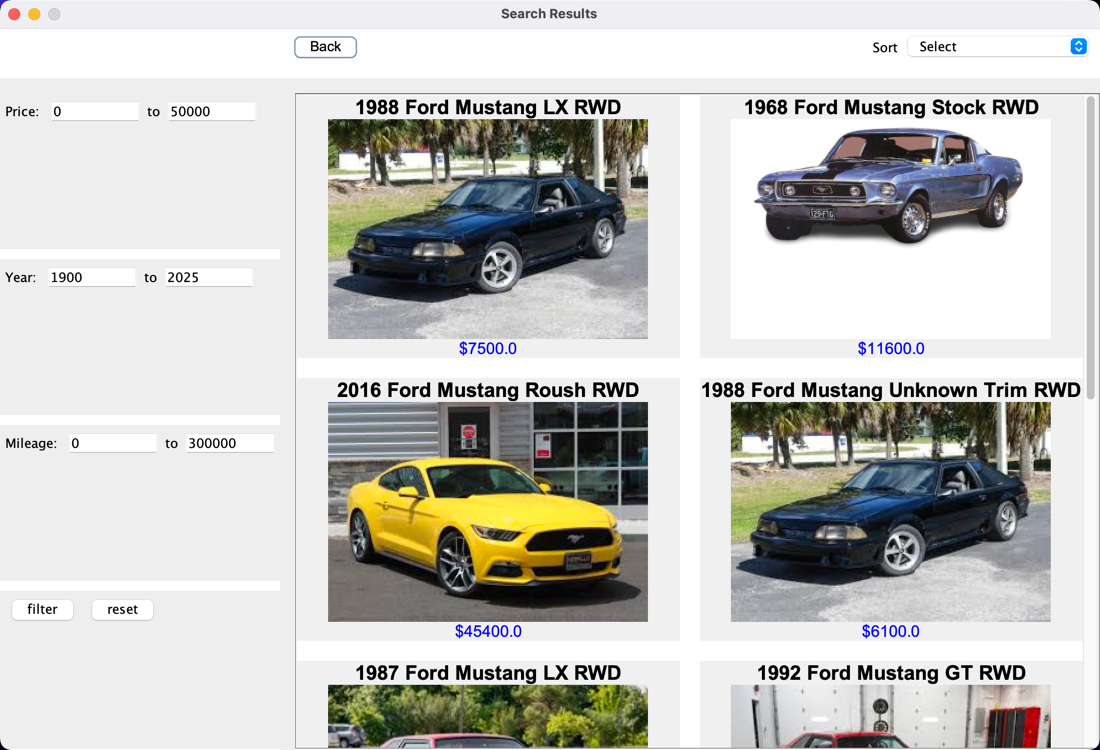 Search Results
Back
Sort Select
Price: 0 to 50000
Year: 1900 to 2025
Mileage: 0 to 300000
filter reset
1988 Ford Mustang LX RWD
$7500.0
1968 Ford Mustang Stock RWD
129·FTG
$11600.0
2016 Ford Mustang Roush RWD
$45400.0
1988 Ford Mustang Unknown Trim RWD
$6100.0
1987 Ford Mustang LX RWD
1992 Ford Mustang GT RWD